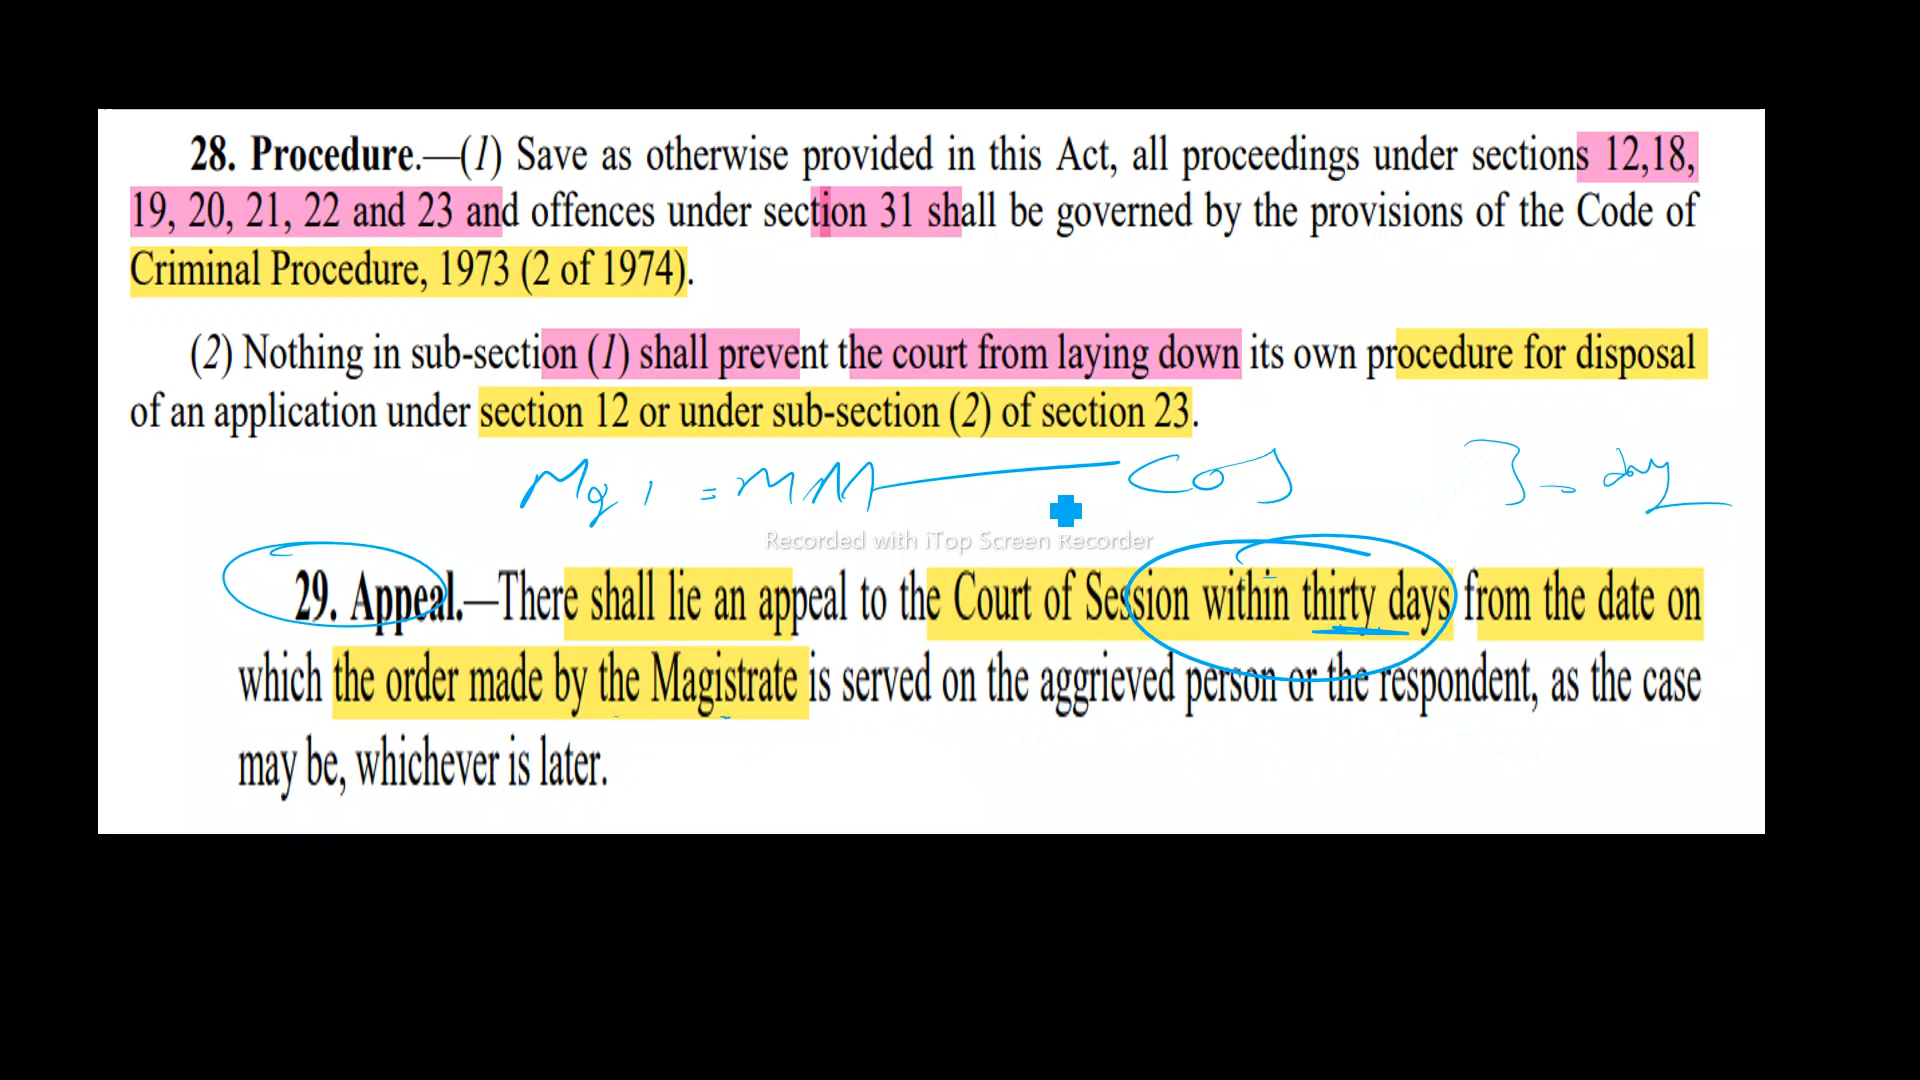 28. Procedure.—(1) Save as otherwise provided in this Act, all proceedings under sections 12,18,
19, 20, 21, 22 and 23 and offences under section 31 shall be governed by the provisions of the Code of
Criminal Procedure, 1973 (2 of 1974).
(2) Nothing in sub-section (1) shall prevent the court from laying down its own procedure for disposal
of an application under section 12 or under sub-section (2) of section 23.
= MM COS 30 day
Recorded with iTop Screen Recorder
29. Appeal.—There shall lie an appeal to the Court of Session within thirty days from the date on
which the order made by the Magistrate is served on the aggrieved person or the respondent, as the case
may be, whichever is later.